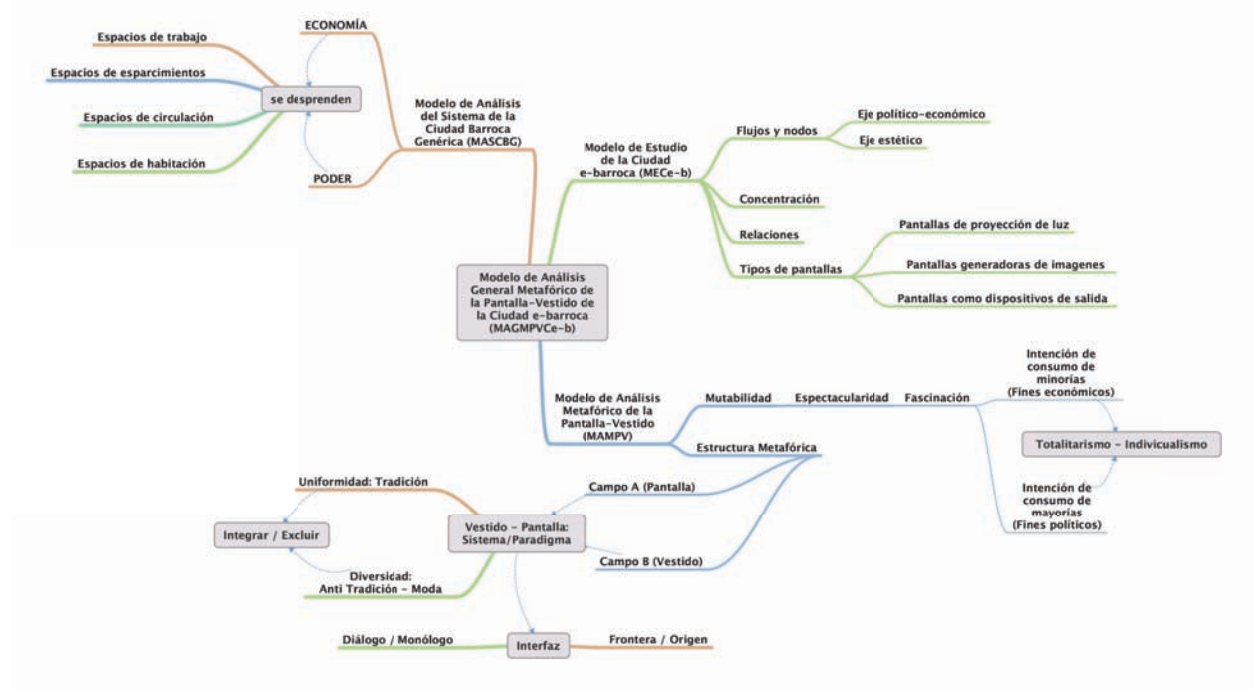 ECONOMÍA
Espacios de trabajo
Espacios de esparcimientos
se desprenden
Espacios de circulación
Espacios de habitación
PODER
Modelo de Análisis
del Sistema de la
Ciudad Barroca
Genérica (MASCBG)
Modelo de Estudio
de la Ciudad
e-barroca (MECe-b)
Flujos y nodos
Eje político-económico
Eje estético
Concentración
Relaciones
Tipos de pantallas
Pantallas de proyección de luz
Pantallas generadoras de imagenes
Pantallas como dispositivos de salida
Modelo de Análisis
General Metafórico de
la Pantalla-Vestido de
la Ciudad e-barroca
(MAGMPVCe-b)
Modelo de Análisis
Metafórico de la
Pantalla-Vestido
(MAMPV)
Mutabilidad
Espectacularidad
Fascinación
Intención de
consumo de
minorías
(Fines económicos)
Totalitarismo - Indivicualismo
Intención de
consumo de
mayorías
(Fines políticos)
Estructura Metafórica
Campo A (Pantalla)
Campo B (Vestido)
Uniformidad: Tradición
Integrar / Excluir
Vestido - Pantalla:
Sistema/Paradigma
Diversicad:
Anti Tradición - Moda
Diálogo / Monólogo
Interfaz
Frontera / Origen